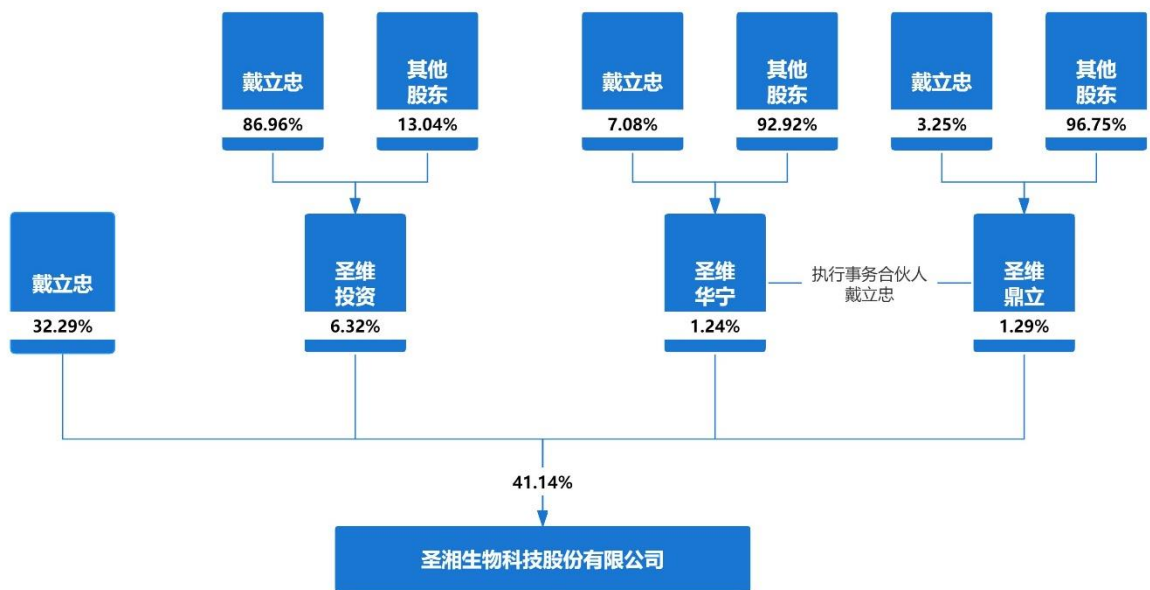 戴立忠
86.96%
其他
股东
13.04%
戴立忠
7.08%
其他
股东
92.92%
戴立忠
3.25%
其他
股东
96.75%
戴立忠
32.29%
圣维
投资
6.32%
圣维
华宁
1.24%
执行事务合伙人
戴立忠
圣维
鼎立
1.29%
41.14%
圣湘生物科技股份有限公司